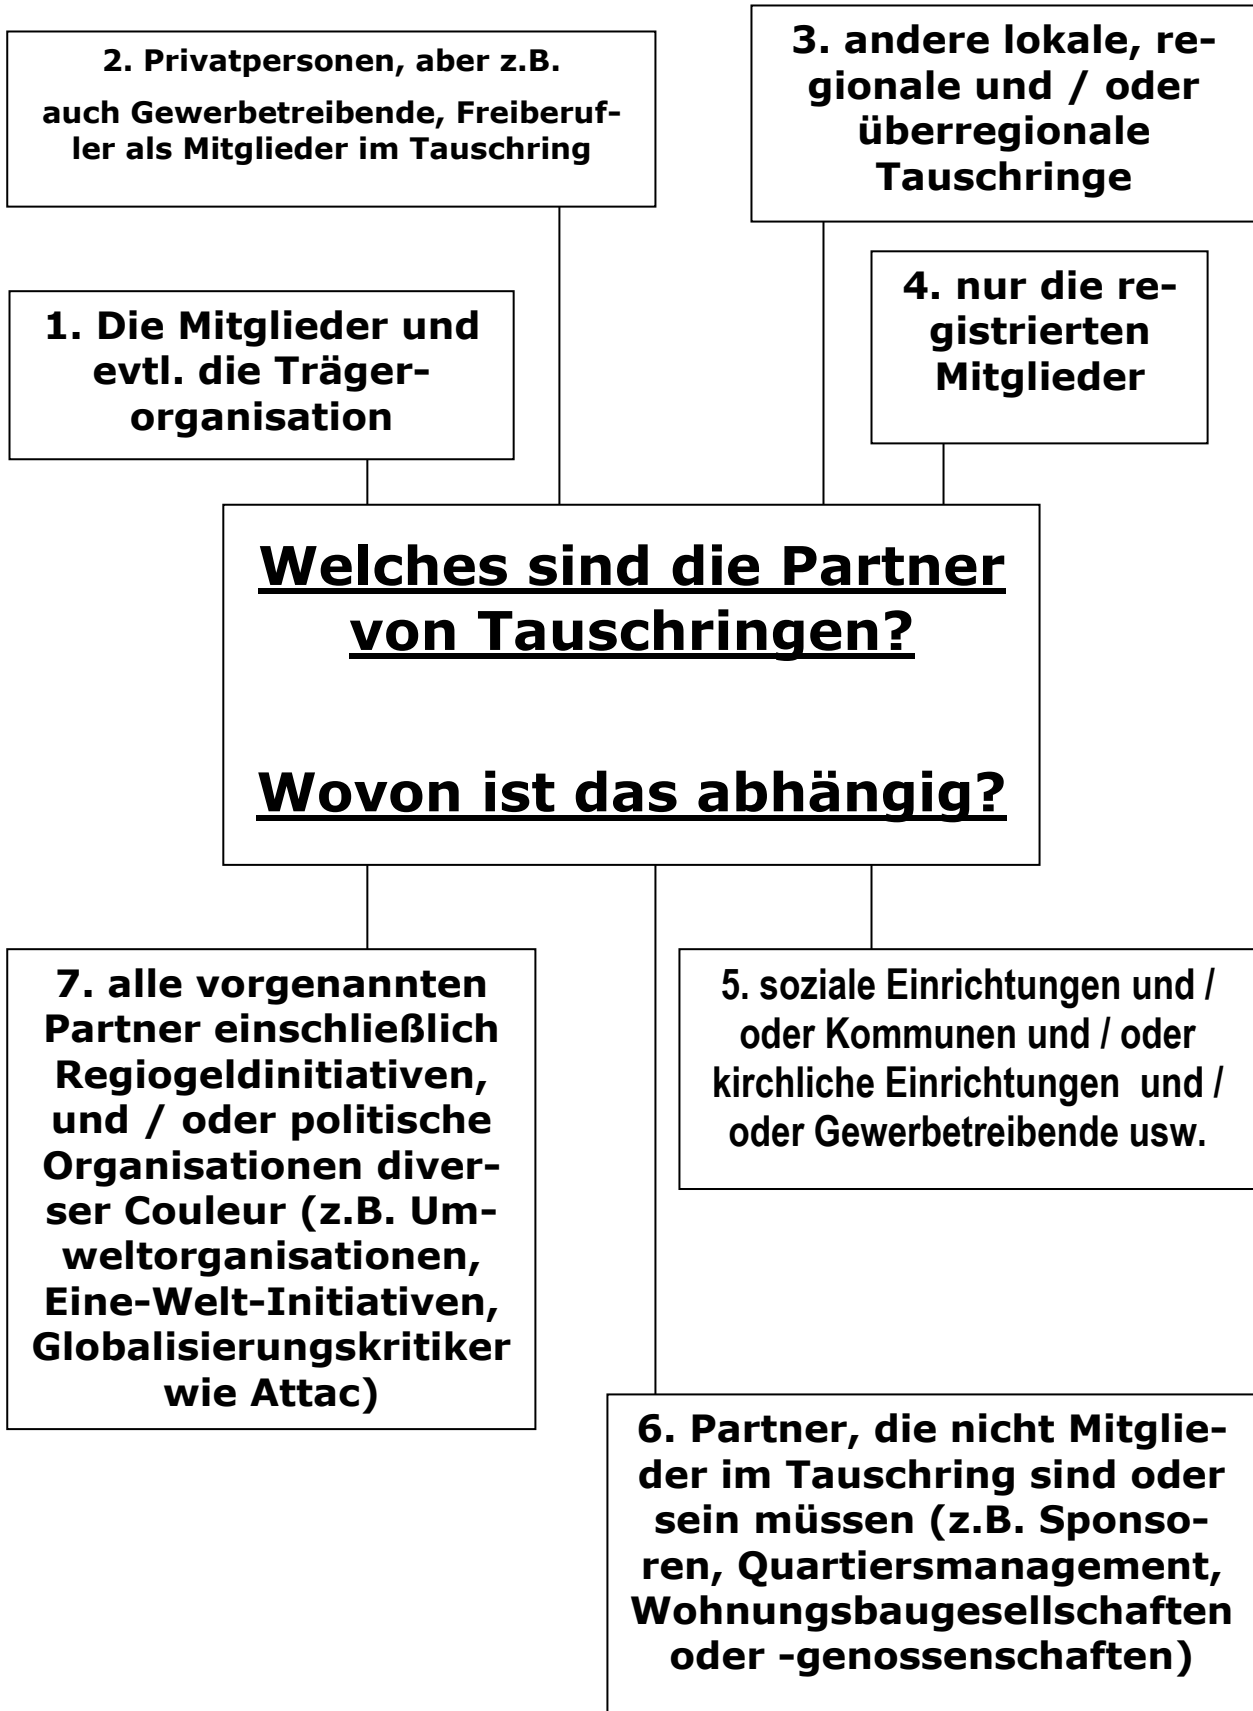 2. Privatpersonen, aber z.B.
auch Gewerbetreibende, Freiberuf-
ler als Mitglieder im Tauschring
3. andere lokale, re-
gionale und / oder
überregionale
Tauschringe
1. Die Mitglieder und
evtl. die Träger-
organisation
4. nur die re-
gistrierten
Mitglieder
Welches sind die Partner
von Tauschringen?
Wovon ist das abhängig?
7. alle vorgenannten
Partner einschließlich
Regiogeldinitiativen,
und / oder politische
Organisationen diver-
ser Couleur (z.B. Um-
weltorganisationen,
Eine-Welt-Initiativen,
Globalisierungskritiker
wie Attac)
5. soziale Einrichtungen und /
oder Kommunen und / oder
kirchliche Einrichtungen und /
oder Gewerbetreibende usw.
6. Partner, die nicht Mitglie-
der im Tauschring sind oder
sein müssen (z.B. Sponso-
ren, Quartiersmanagement,
Wohnungsbaugesellschaften
oder -genossenschaften)